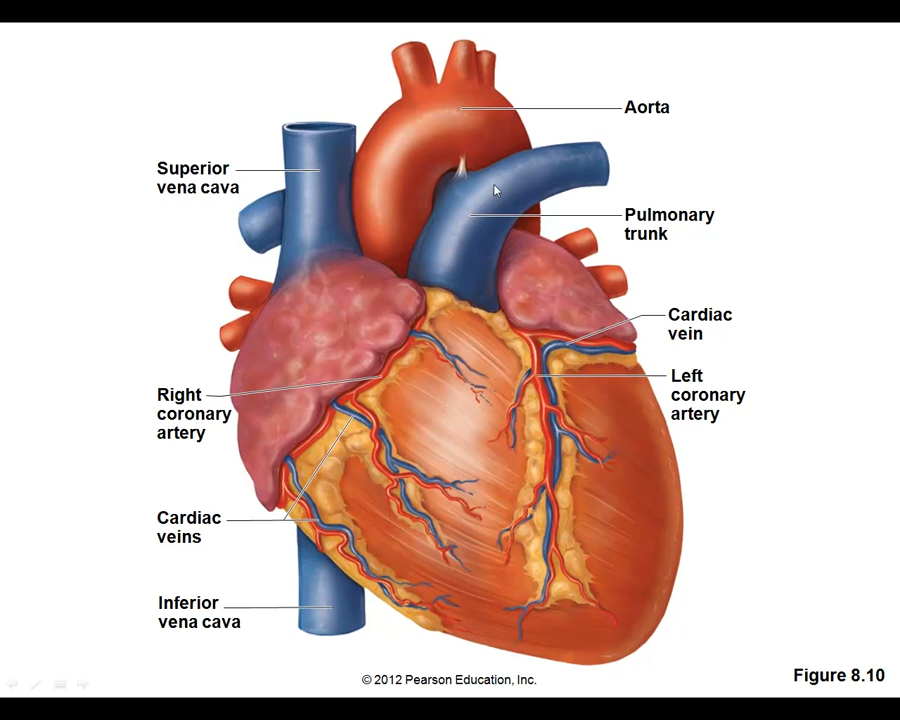 Aorta
Superior
vena cava
Pulmonary
trunk
Cardiac
vein
Left
coronary
artery
Right
coronary
artery
Cardiac
veins
Inferior
vena cava
Figure 8.10
© 2012 Pearson Education, Inc.